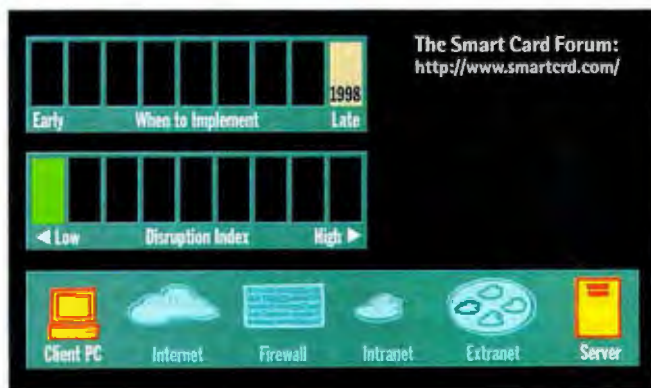 The Smart Card Forum:
http://www.smartcrd.com/
1998
Early When to Implement Late
◀ Low Disruption Index High ▶
Client PC Internet Firewall Intranet Extranet Server